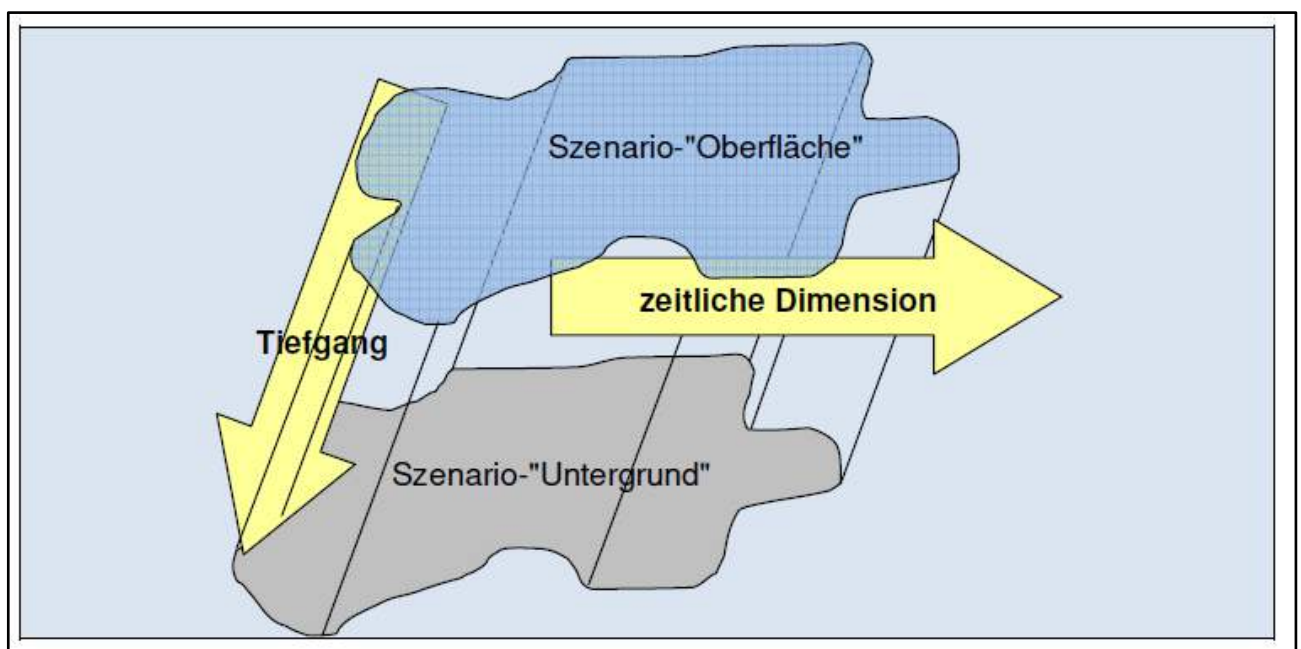 Szenario-"Oberfläche"
zeitliche Dimension
Tiefgang
Szenario-"Untergrund"